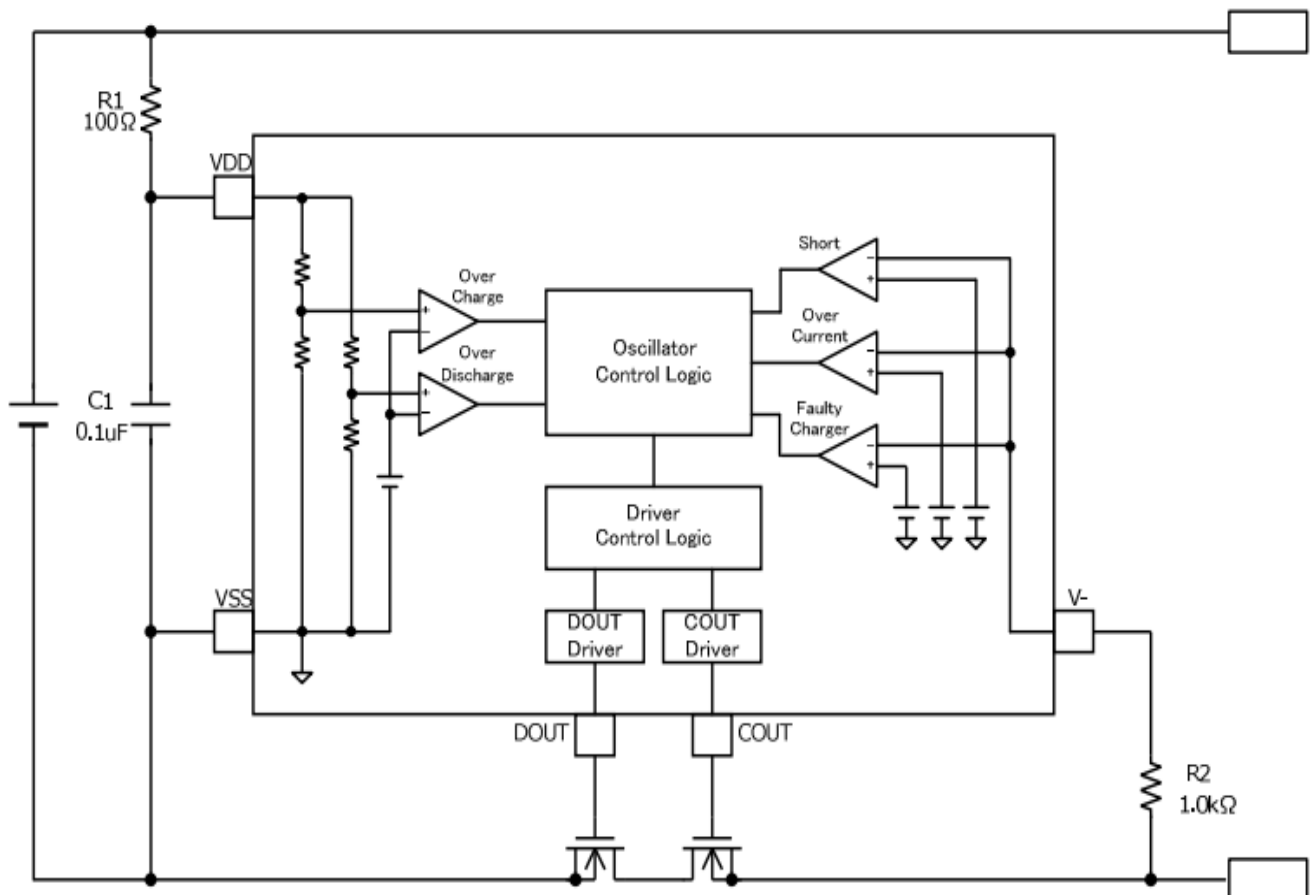 R1
100Ω
VDD
Short
-
+
Over
Charge
+
-
Over
Current
-
+
Oscillator
Control Logic
Over
Discharge
+
-
C1
0.1uF
Faulty
Charger
-
+
Driver
Control Logic
VSS
V-
DOUT
Driver
COUT
Driver
DOUT
COUT
R2
1.0kΩ